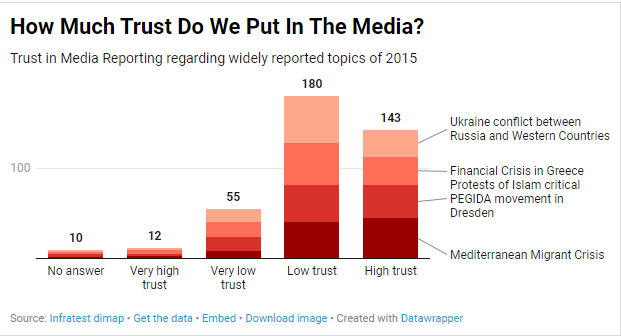 How Much Trust Do We Put In The Media?
Trust in Media Reporting regarding widely reported topics of 2015
180
143
Ukraine conflict between
Russia and Western Countries
100
Financial Crisis in Greece
Protests of Islam critical
PEGIDA movement in
Dresden
55
10
12
Mediterranean Migrant Crisis
No answer
Very high
trust
Very low
trust
Low trust
High trust
Source: Infratest dimap • Get the data • Embed • Download image • Created with Datawrapper